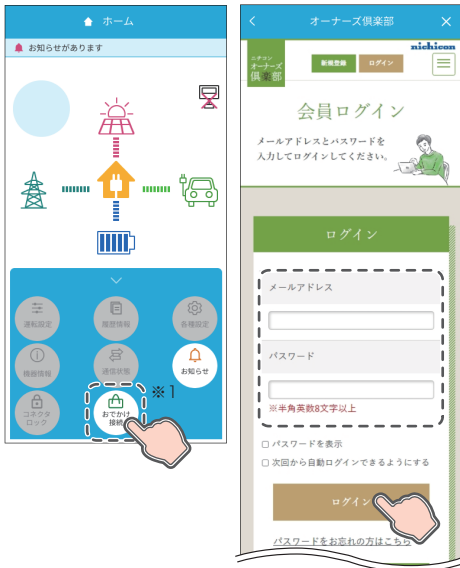 ホーム
お知らせがあります
運転設定
履歴情報
各種設定
機器情報
通信状態
お知らせ
※1
コネクタ
ロック
おでかけ
接続
オーナーズ倶楽部
nichicon
ニチコン
オーナーズ
倶楽部
新規登録
ログイン
会員ログイン
メールアドレスとパスワードを
入力してログインしてください。
ログイン
メールアドレス
パスワード
※半角英数8文字以上
パスワードを表示
次回から自動ログインできるようにする
ログイン
パスワードをお忘れの方はこちら